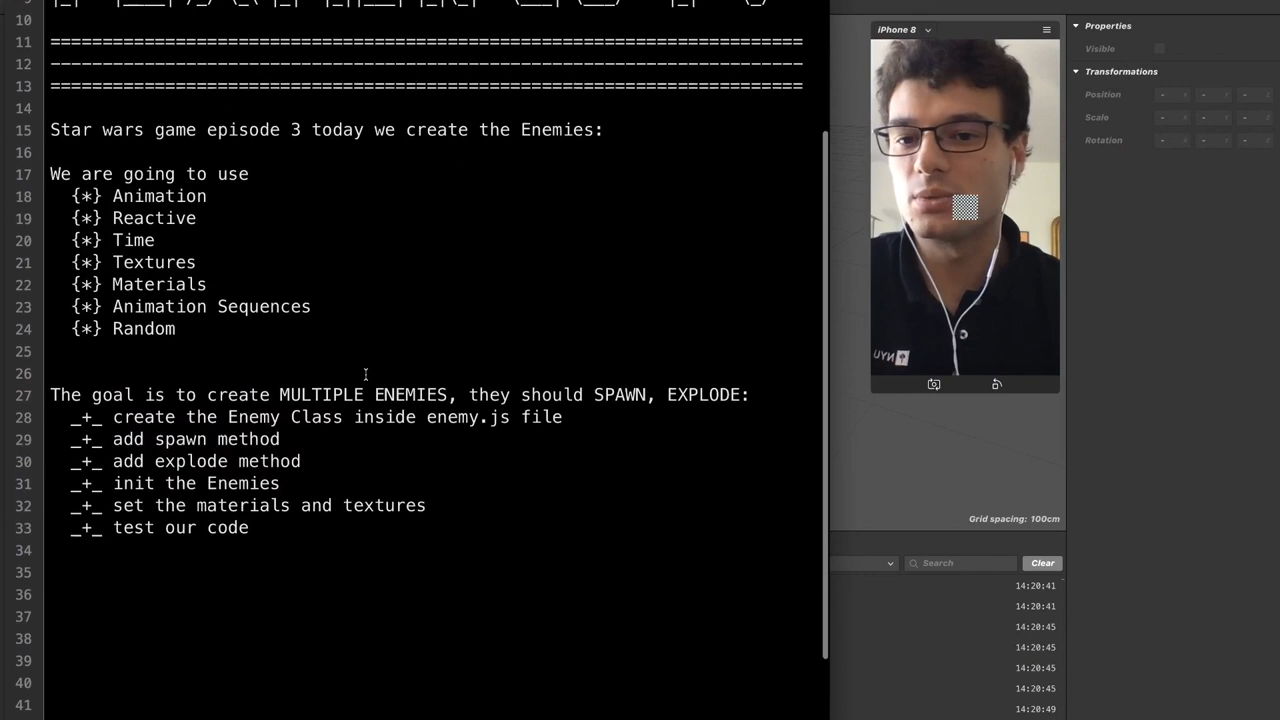 10
11 ========================================================================
12 ------------------------------------------------------------------------
13 ========================================================================
14
15 Star wars game episode 3 today we create the Enemies:
16
17 We are going to use
18 {*} Animation
19 {*} Reactive
20 {*} Time
21 {*} Textures
22 {*} Materials
23 {*} Animation Sequences
24 {*} Random
25
26
27 The goal is to create MULTIPLE ENEMIES, they should SPAWN, EXPLODE:
28 _+_ create the Enemy Class inside enemy.js file
29 _+_ add spawn method
30 _+_ add explode method
31 _+_ init the Enemies
32 _+_ set the materials and textures
33 _+_ test our code
34
35
36
37
38
39
40
41
iPhone 8
NYU
Grid spacing: 100cm
Search
Clear
14:20:41
14:20:41
14:20:45
14:20:45
14:20:45
14:20:45
14:20:49
Properties
Visible
Transformations
Position - X - Y - Z
Scale - X - Y - Z
Rotation - X - Y - Z